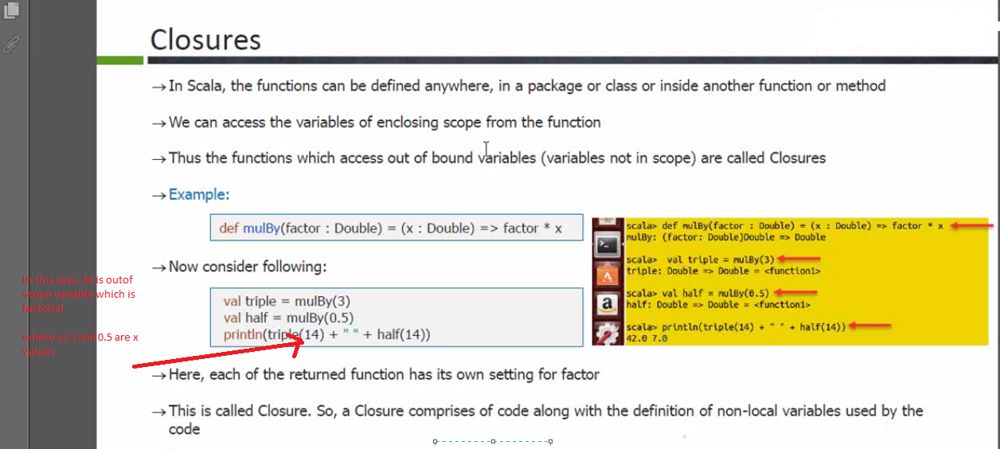 Closures
→In Scala, the functions can be defined anywhere, in a package or class or inside another function or method
→We can access the variables of enclosing scope from the function
→Thus the functions which access out of bound variables (variables not in scope) are called Closures
→Example:
def mulBy(factor : Double) = (x : Double) => factor * x
scala> def mulBy(factor : Double) = (x : Double) => factor * x
mulBy: (factor: Double)Double => Double
scala>  val triple = mulBy(3)
triple: Double => Double = <function1>
scala> val half = mulBy(0.5)
half: Double => Double = <function1>
scala> println(triple(14) + " " + half(14))
42.0 7.0
→Now consider following:
In this case, 14 is outof
scope variable which is
factorial.
where as 3 and 0.5 are x
values .
val triple = mulBy(3)
val half = mulBy(0.5)
println(triple(14) + " " + half(14))
→Here, each of the returned function has its own setting for factor
→This is called Closure. So, a Closure comprises of code along with the definition of non-local variables used by the
code